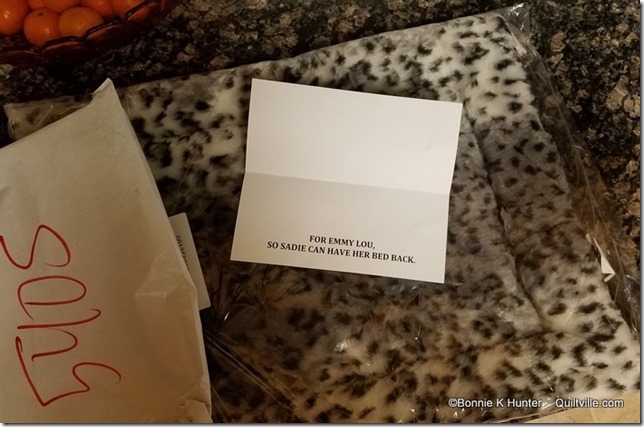 FOR EMMY LOU,
SO SADIE CAN HAVE HER BED BACK.
©Bonnie K Hunter - Quiltville.com